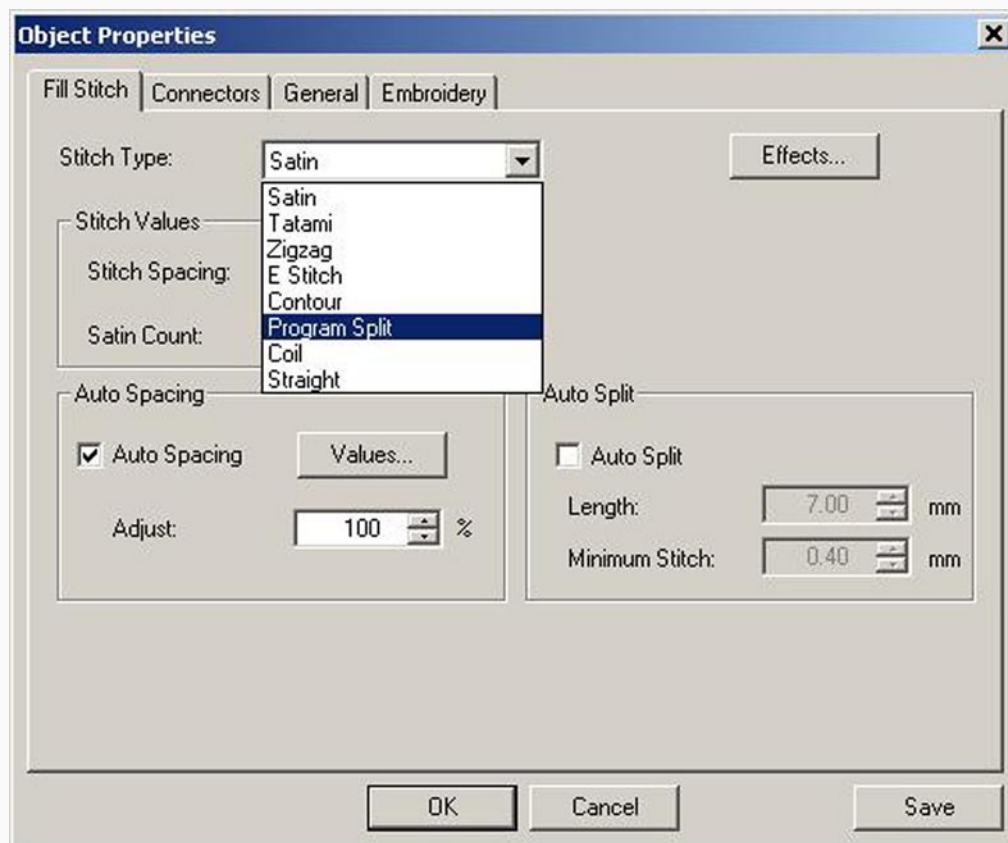 Object Properties
Fill Stitch Connectors General Embroidery
Stitch Type: Satin Effects...
Satin
Tatami
Zigzag
E Stitch
Contour
Program Split
Coil
Straight
Stitch Values
Stitch Spacing:
Satin Count:
Auto Spacing
Auto Spacing Values...
Adjust: 100 %
Auto Split
Auto Split
Length: 7.00 mm
Minimum Stitch: 0.40 mm
OK Cancel Save